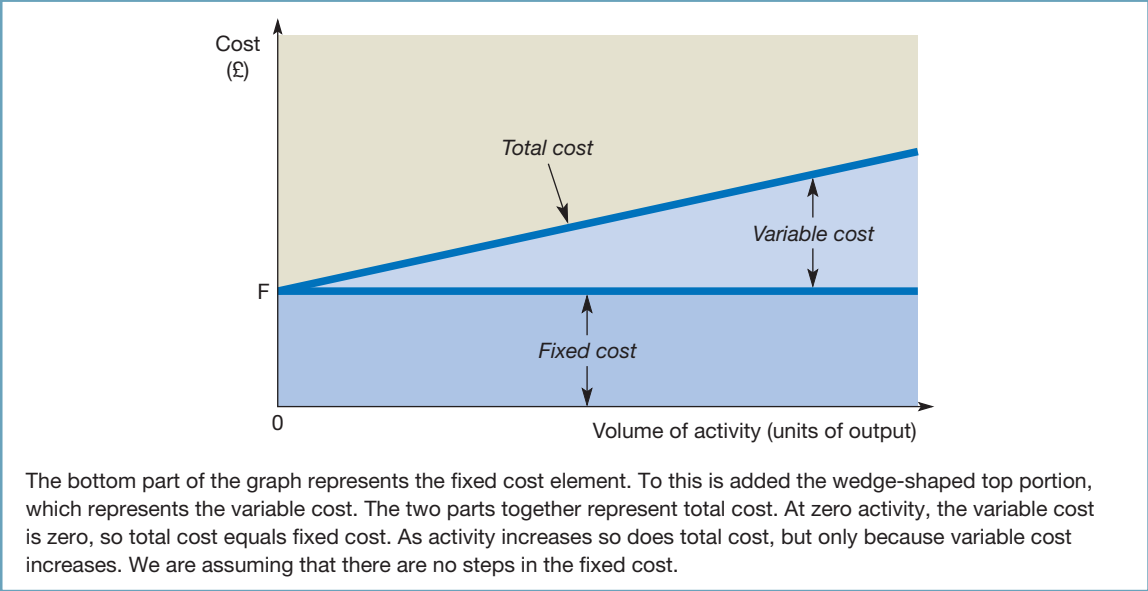 Cost
(£)
Total cost
Variable cost
F
Fixed cost
0
Volume of activity (units of output)
The bottom part of the graph represents the fixed cost element. To this is added the wedge-shaped top portion,
which represents the variable cost. The two parts together represent total cost. At zero activity, the variable cost
is zero, so total cost equals fixed cost. As activity increases so does total cost, but only because variable cost
increases. We are assuming that there are no steps in the fixed cost.